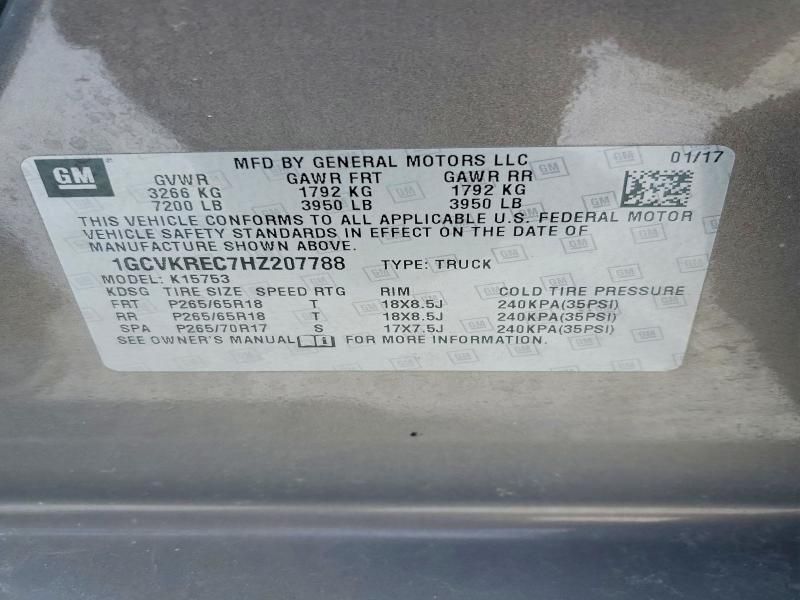 GM MFD BY GENERAL MOTORS LLC 01/17
GVWR GAWR FRT GAWR RR
3266 KG 1792 KG 1792 KG
7200 LB 3950 LB 3950 LB
THIS VEHICLE CONFORMS TO ALL APPLICABLE U.S. FEDERAL MOTOR
VEHICLE SAFETY STANDARDS IN EFFECT ON THE DATE OF
MANUFACTURE SHOWN ABOVE.
1GCVKREC7HZ207788 TYPE: TRUCK
MODEL: K15753
KDSG TIRE SIZE SPEED RTG RIM COLD TIRE PRESSURE
FRT P265/65R18 T 18X8.5J 240KPA(35PSI)
RR P265/65R18 T 18X8.5J 240KPA(35PSI)
SPA P265/70R17 S 17X7.5J 240KPA(35PSI)
SEE OWNER'S MANUAL FOR MORE INFORMATION.